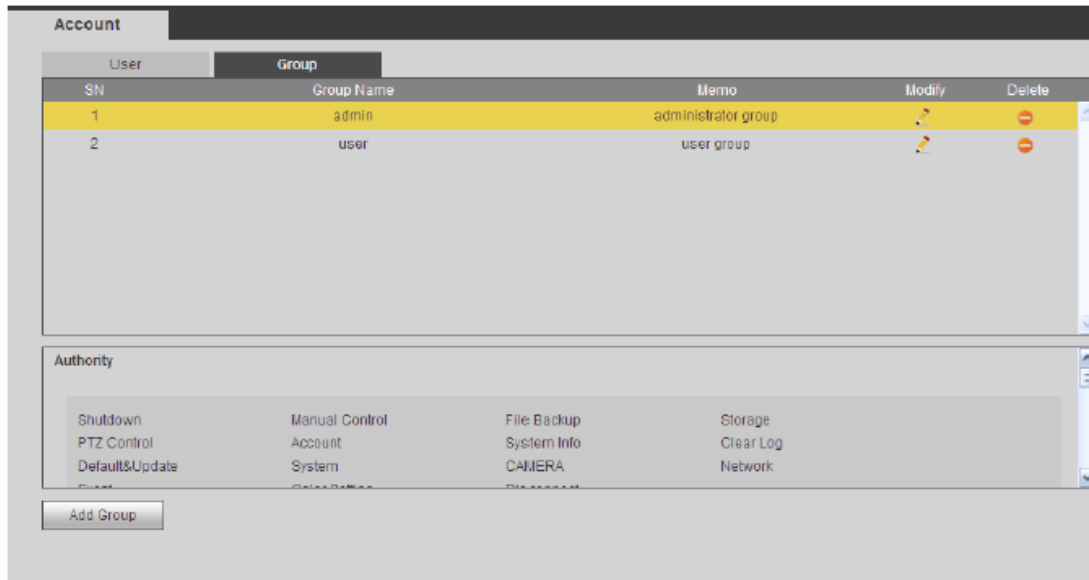 Account
User Group
SN Group Name Memo Modify Delete
1 admin administrator group
2 user user group
Authority
Shutdown Manual Control File Backup Storage
PTZ Control Account System Info Clear Log
Default&Update System CAMERA Network
Add Group